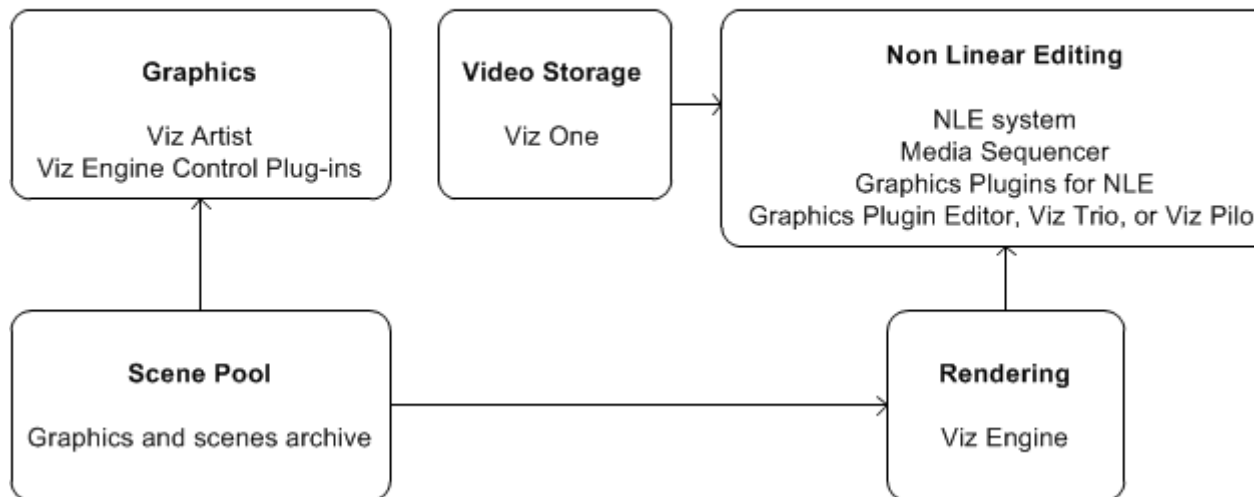 Graphics
Viz Artist
Viz Engine Control Plug-ins
Video Storage
Viz One
Non Linear Editing
NLE system
Media Sequencer
Graphics Plugins for NLE
Graphics Plugin Editor, Viz Trio, or Viz Pilo
Scene Pool
Graphics and scenes archive
Rendering
Viz Engine